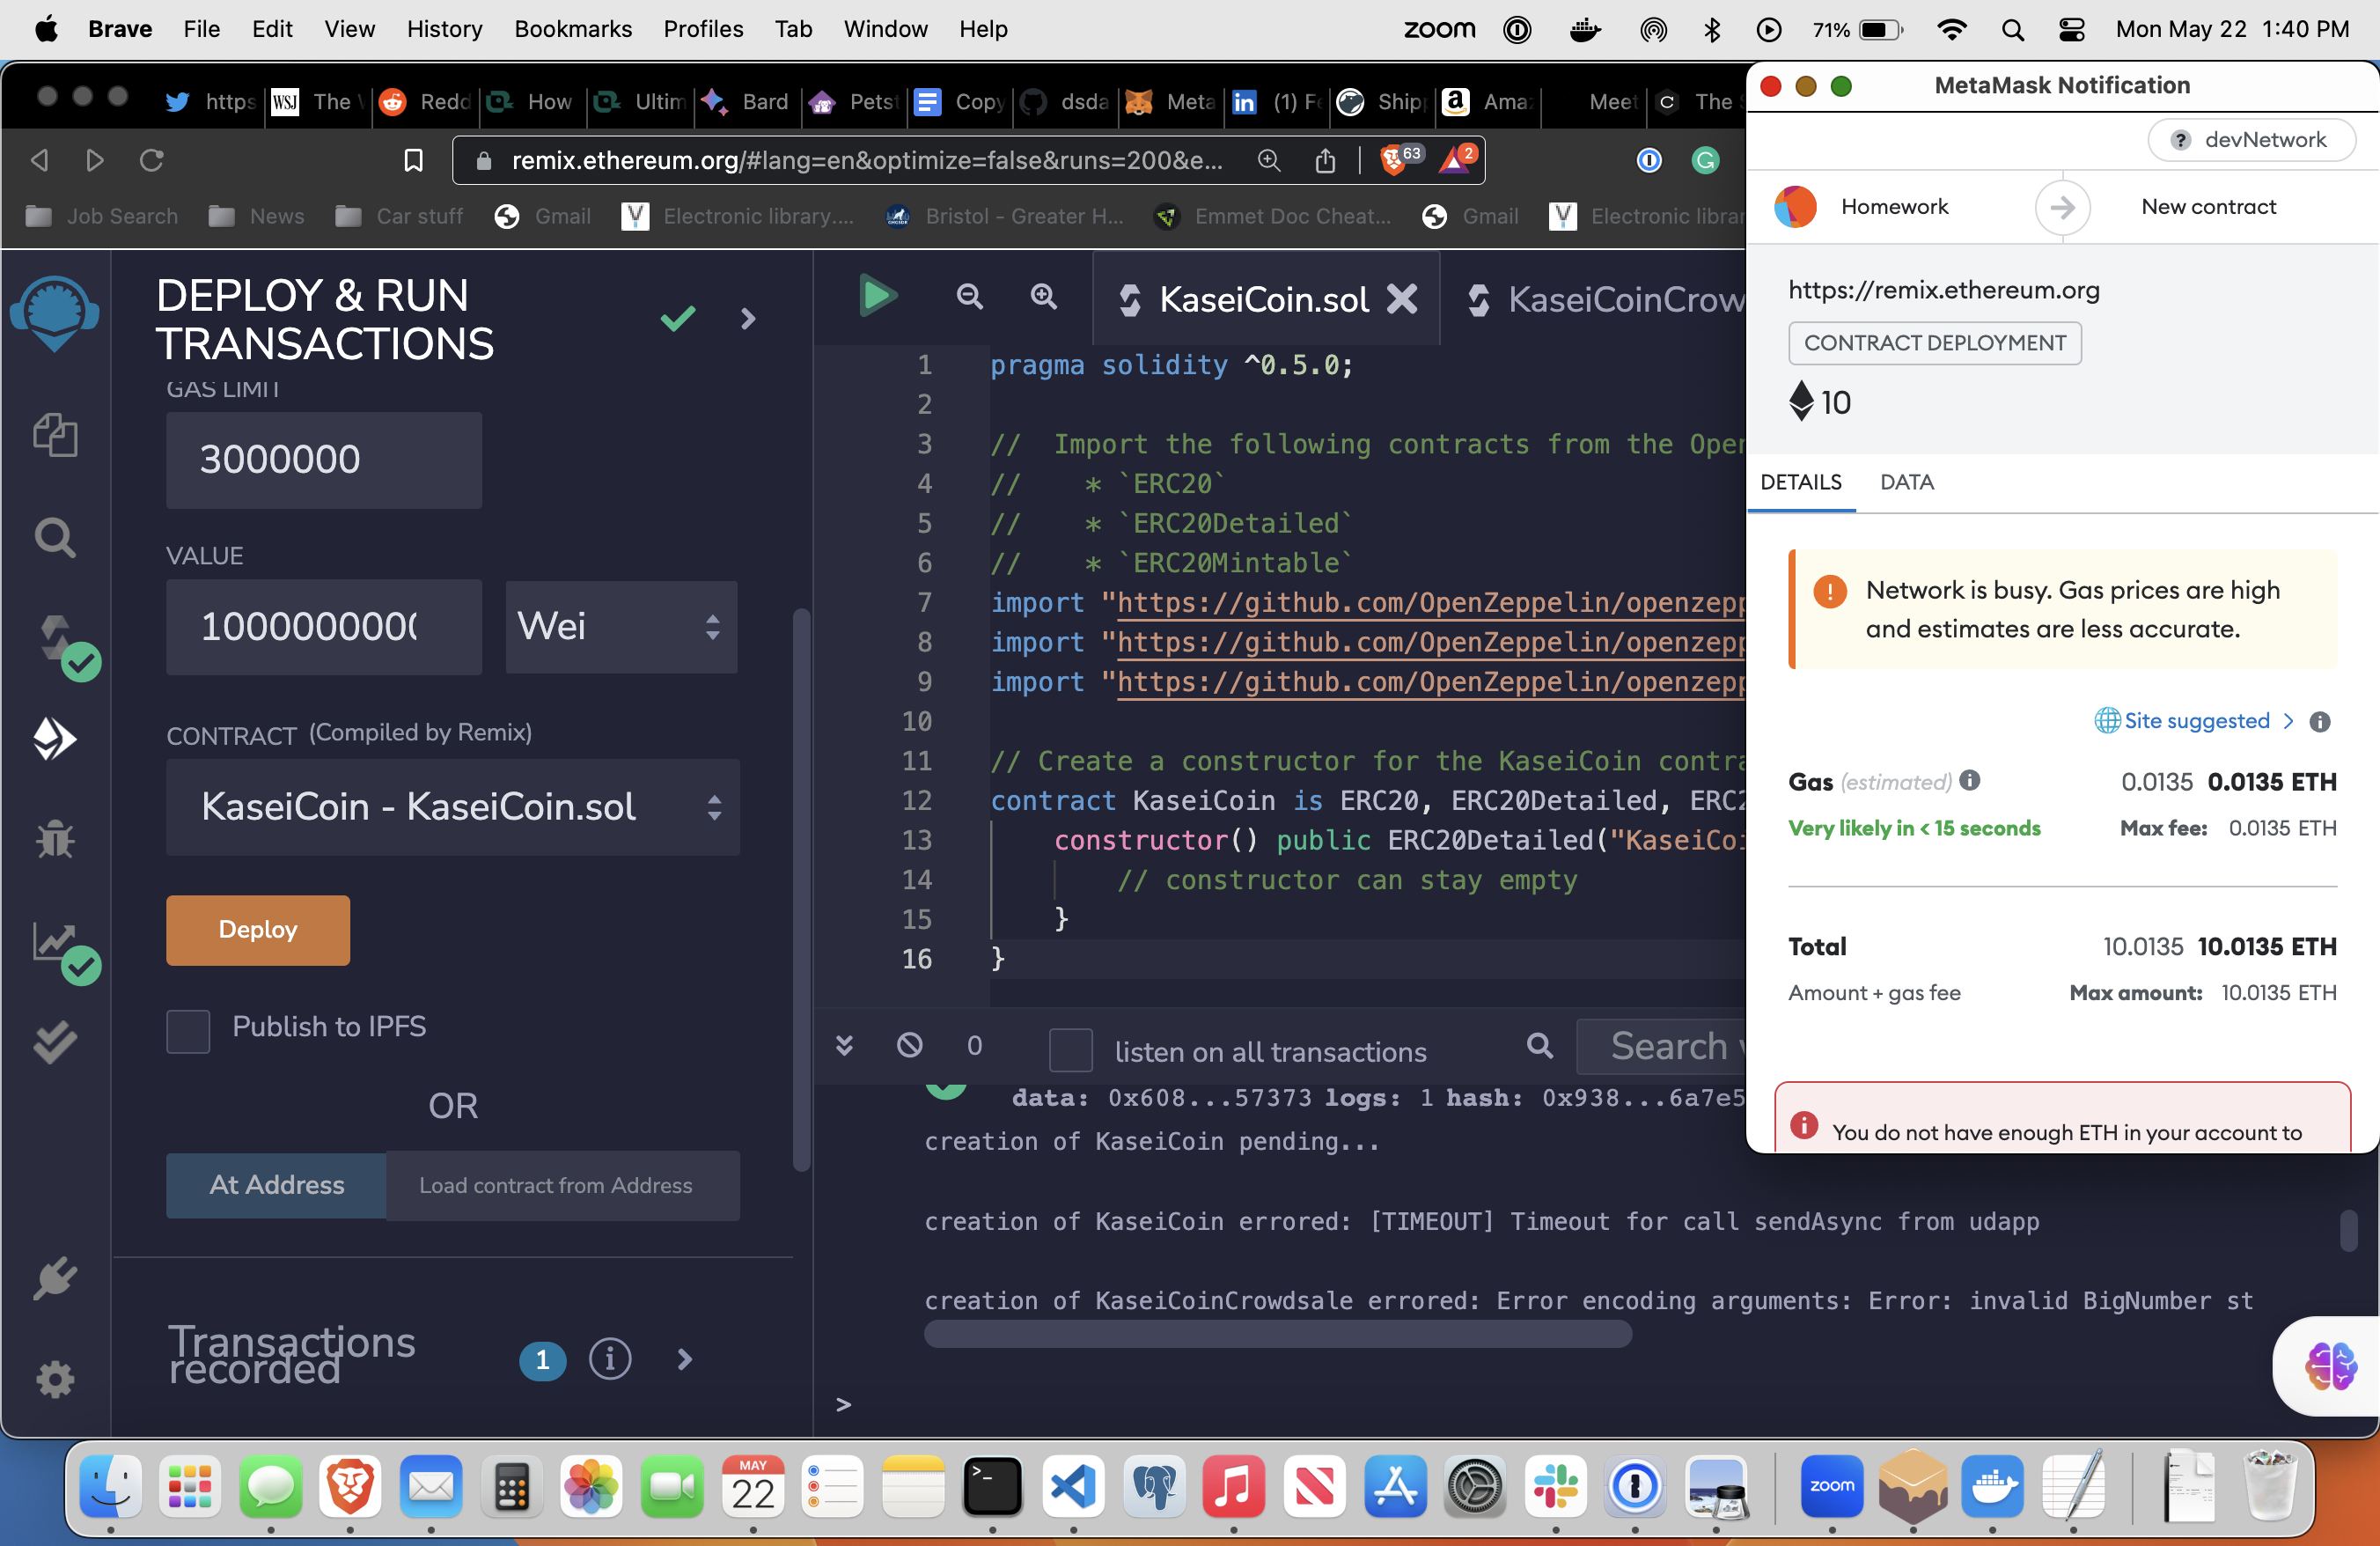 Brave File Edit View History Bookmarks Profiles Tab Window Help zoom 71% Mon May 22 1:40 PM
https WSJ The Redd How Ultim Bard Pets Copy dsda Meta (1) Shipp Ama Meet The
MetaMask Notification
remix.ethereum.org/#lang=en&optimize=false&runs=200&e... 63 2
? devNetwork
Job Search News Car stuff Gmail Electronic library.... Bristol - Greater H... Emmet Doc Cheat... Gmail Electronic librar
Homework New contract
DEPLOY & RUN
TRANSACTIONS
GAS LIMIT
3000000
VALUE
1000000000
Wei
CONTRACT (Compiled by Remix)
KaseiCoin - KaseiCoin.sol
Deploy
Publish to IPFS
OR
At Address Load contract from Address
Transactions
recorded
1
KaseiCoin.sol KaseiCoinCrow
1 pragma solidity ^0.5.0;
2
3 //  Import the following contracts from the Oper
4 //    * `ERC20`
5 //    * `ERC20Detailed`
6 //    * `ERC20Mintable`
7 import "https://github.com/OpenZeppelin/openzepp
8 import "https://github.com/OpenZeppelin/openzepp
9 import "https://github.com/OpenZeppelin/openzepp
10
11 // Create a constructor for the KaseiCoin contra
12 contract KaseiCoin is ERC20, ERC20Detailed, ERC2
13     constructor() public ERC20Detailed("KaseiCoi
14         // constructor can stay empty
15     }
16 }
0 listen on all transactions Search
data: 0x608...57373 logs: 1 hash: 0x938...6a7e5
creation of KaseiCoin pending...
creation of KaseiCoin errored: [TIMEOUT] Timeout for call sendAsync from udapp
creation of KaseiCoinCrowdsale errored: Error encoding arguments: Error: invalid BigNumber st
>
https://remix.ethereum.org
CONTRACT DEPLOYMENT
10
DETAILS DATA
Network is busy. Gas prices are high
and estimates are less accurate.
Site suggested >
Gas (estimated) 0.0135 0.0135 ETH
Very likely in < 15 seconds Max fee: 0.0135 ETH
Total 10.0135 10.0135 ETH
Amount + gas fee Max amount: 10.0135 ETH
You do not have enough ETH in your account to
MAY
22
zoom